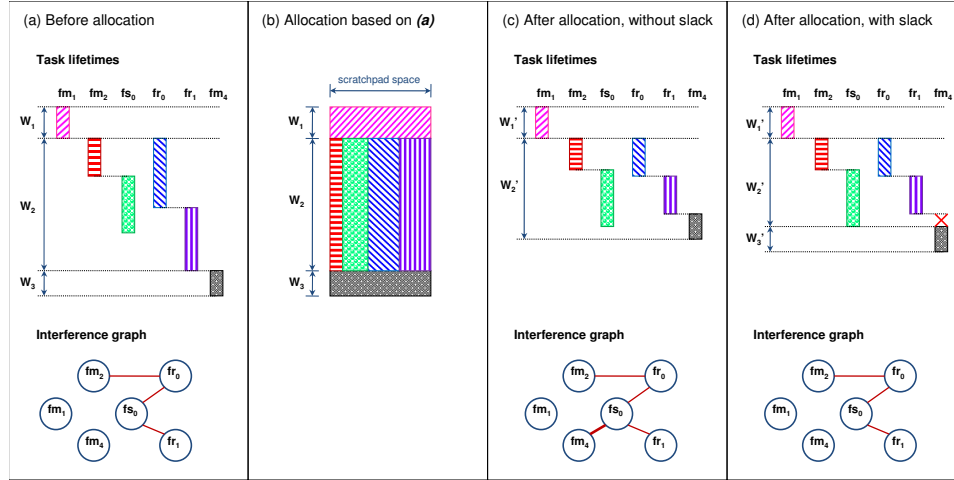 (a) Before allocation
Task lifetimes
fm1 fm2 fs0 fr0 fr1 fm4
W1
W2
W3
Interference graph
fm2 fr0
fm1 fs0
fm4 fr1
(b) Allocation based on (a)
scratchpad space
W1
W2
W3
(c) After allocation, without slack
Task lifetimes
fm1 fm2 fs0 fr0 fr1 fm4
W1'
W2'
Interference graph
fm2 fr0
fm1 fs0
fm4 fr1
(d) After allocation, with slack
Task lifetimes
fm1 fm2 fs0 fr0 fr1 fm4
W1'
W2'
W3'
Interference graph
fm2 fr0
fm1 fs0
fm4 fr1